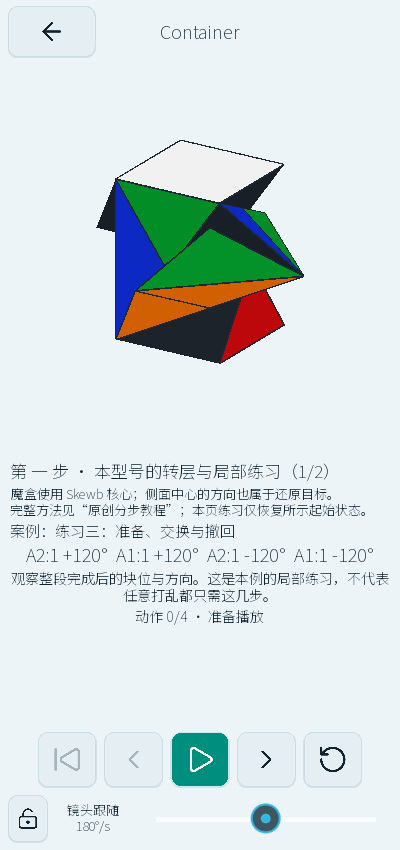 Container
第一步 · 本型号的转层与局部练习（1/2）
魔盒使用 Skewb 核心；侧面中心的方向也属于还原目标。
完整方法见“原创分步教程”；本页练习仅恢复所示起始状态。
案例：练习三：准备、交换与撤回
A2:1 +120° A1:1 +120° A2:1 -120° A1:1 -120°
观察整段完成后的块位与方向。这是本例的局部练习，不代表
任意打乱都只需这几步。
动作 0/4 · 准备播放
镜头跟随
180°/s